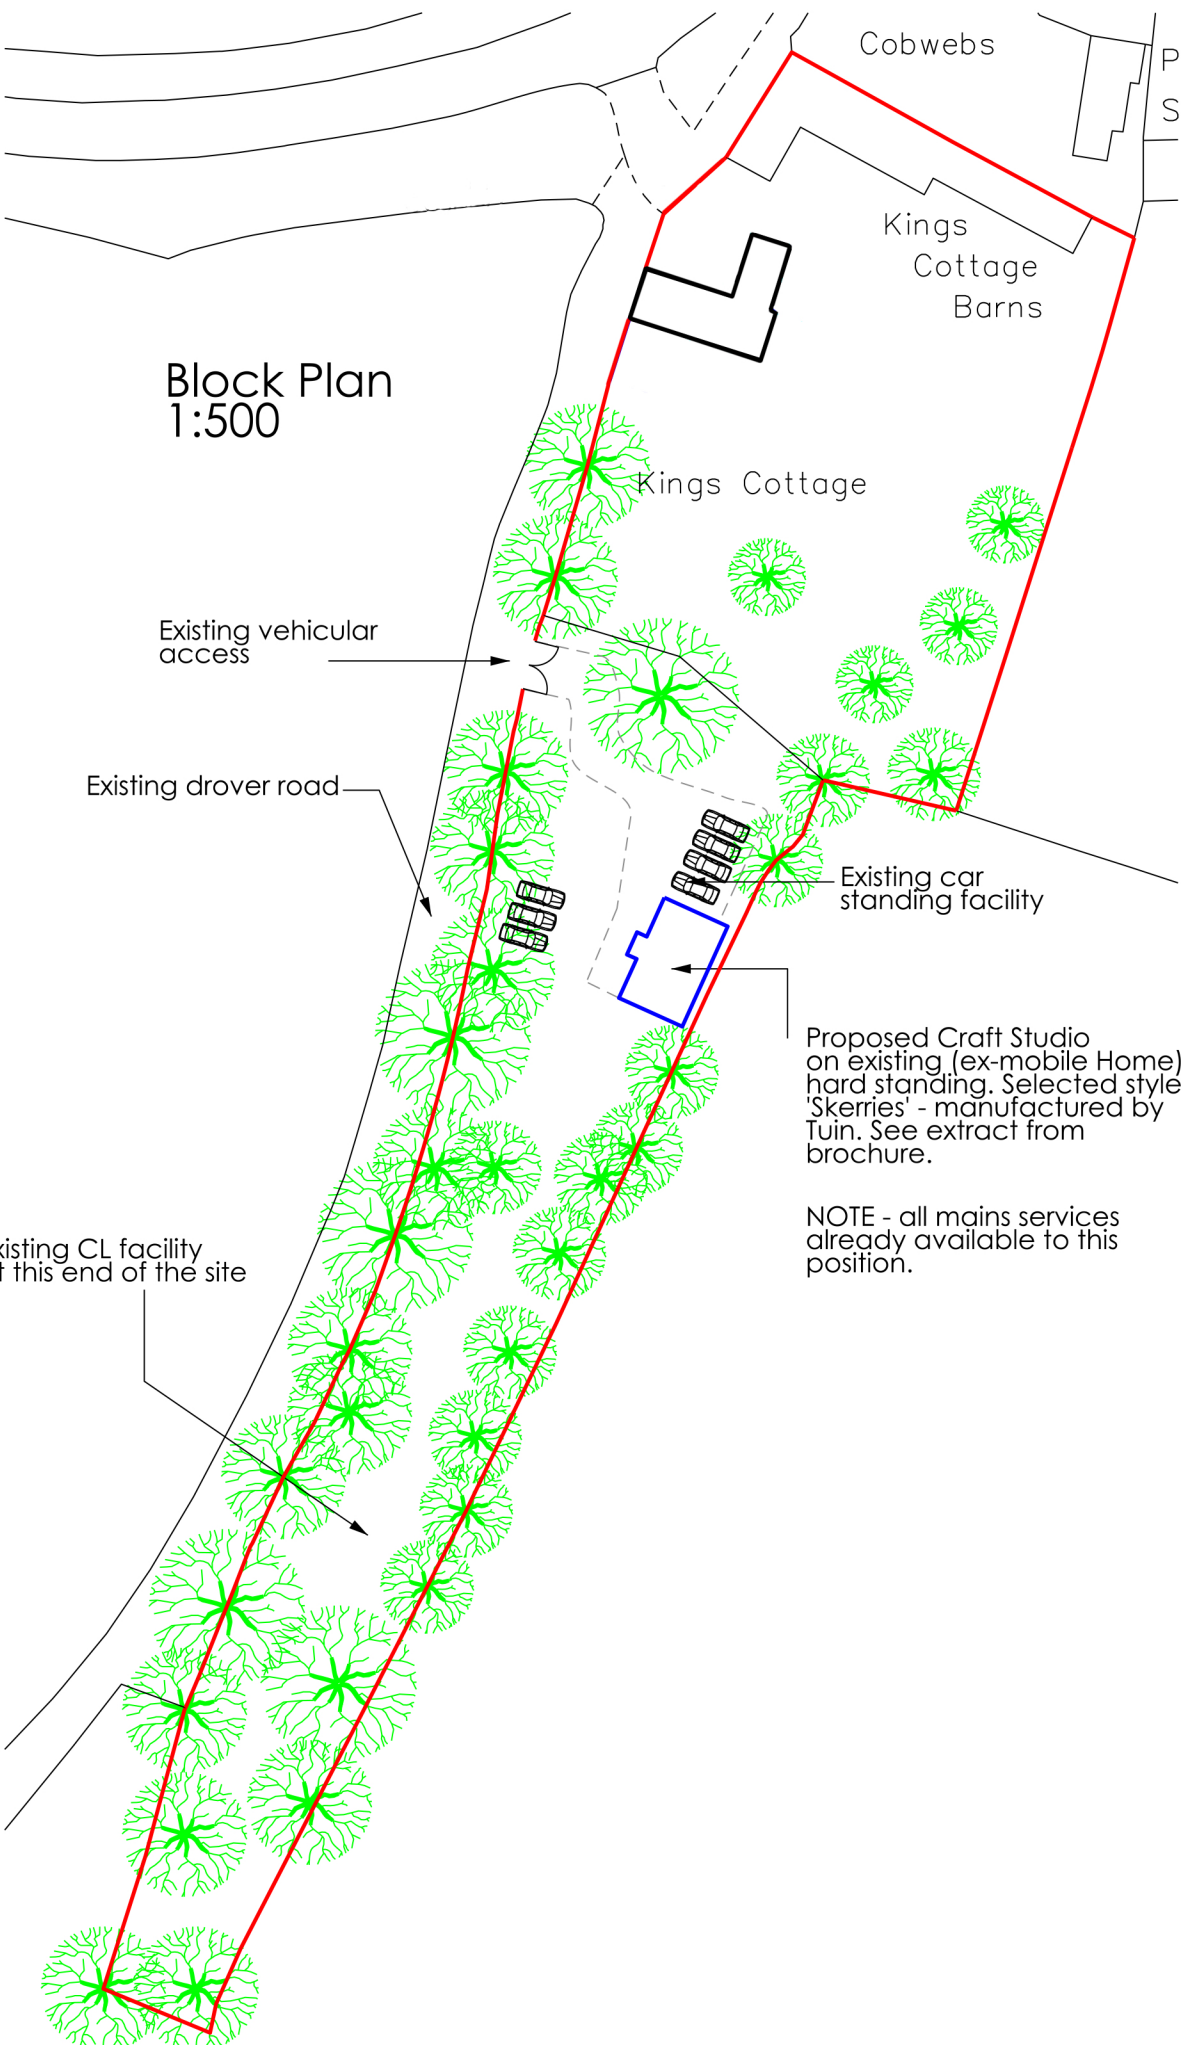 Cobwebs
P
S
Kings
Cottage
Barns
Block Plan
1:500
Kings Cottage
Existing vehicular
access
Existing drover road
Existing car
standing facility
Proposed Craft Studio
on existing (ex-mobile Home)
hard standing. Selected style
'Skerries' - manufactured by
Tuin. See extract from
brochure.
NOTE - all mains services
already available to this
position.
xisting CL facility
t this end of the site